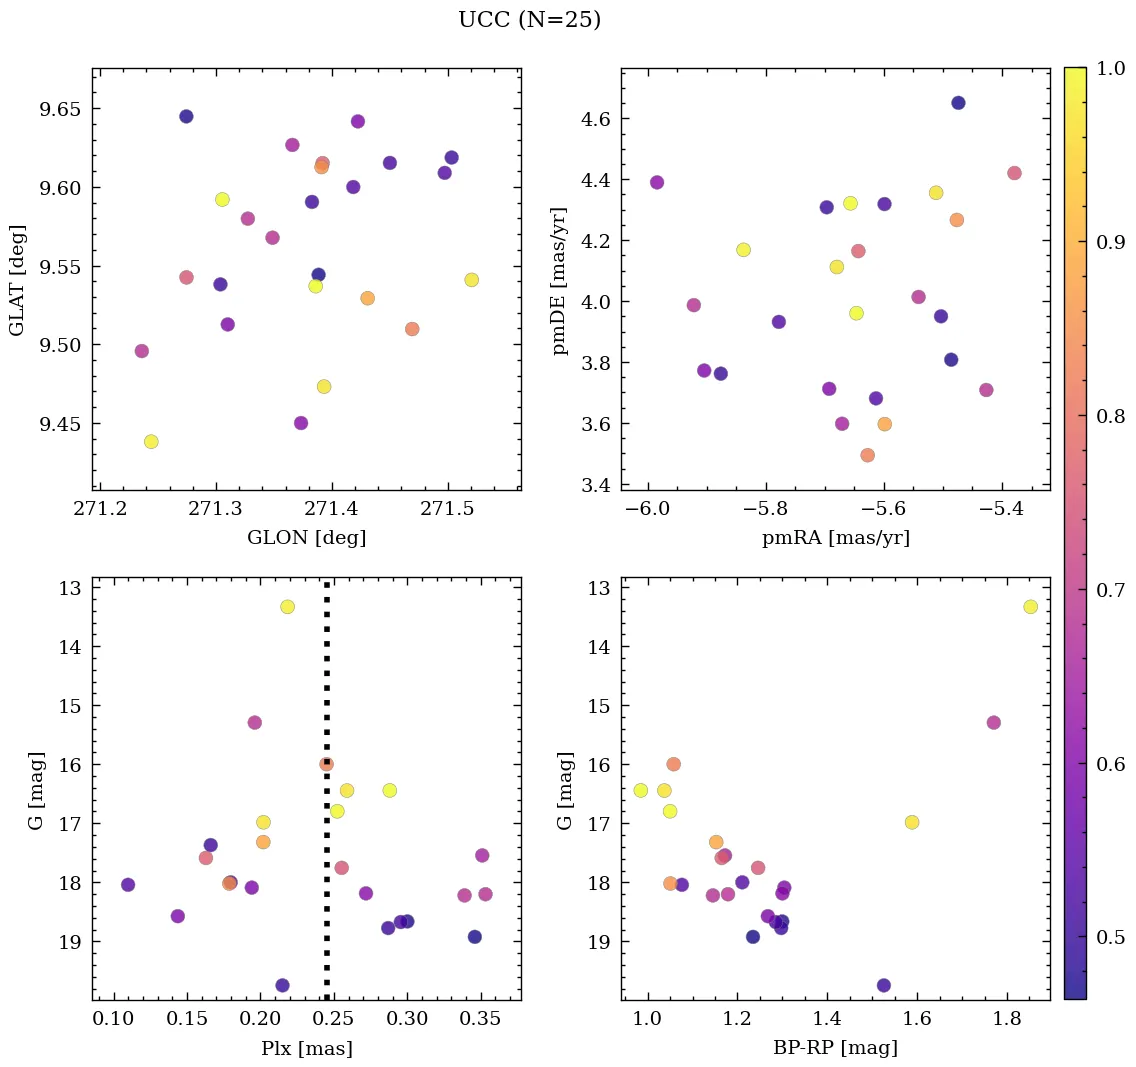 UCC (N=25)
9.65
9.60
9.55
9.50
9.45
GLAT [deg]
271.2 271.3 271.4 271.5
GLON [deg]
4.6
4.4
4.2
4.0
3.8
3.6
3.4
pmDE [mas/yr]
−6.0 −5.8 −5.6 −5.4
pmRA [mas/yr]
13
14
15
16
17
18
19
G [mag]
0.10 0.15 0.20 0.25 0.30 0.35
Plx [mas]
13
14
15
16
17
18
19
G [mag]
1.0 1.2 1.4 1.6 1.8
BP-RP [mag]
1.0
0.9
0.8
0.7
0.6
0.5